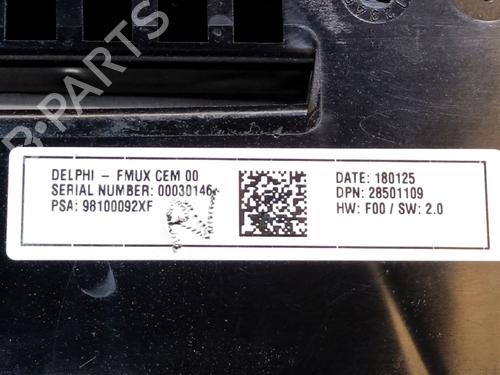 DELPHI – FMUX CEM 00
SERIAL NUMBER: 00030146
PSA: 98100092XF
DATE: 180125
DPN: 28501109
HW: F00 / SW: 2.0
B-PARTS